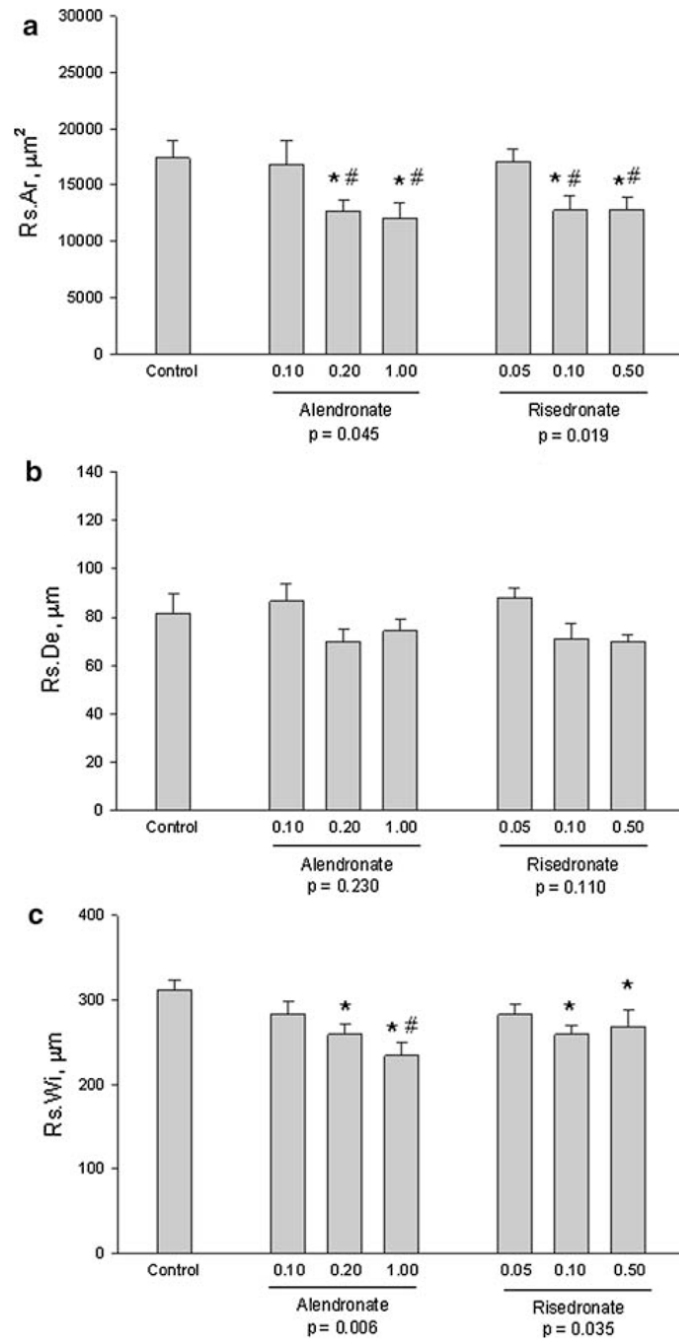 a
30000
25000
20000
15000
10000
5000
0
Rs.Ar, µm²
* # * # * # *#
Control 0.10 0.20 1.00 0.05 0.10 0.50
Alendronate Risedronate
p = 0.045 p = 0.019
b
140
120
100
80
60
40
20
0
Rs.De, µm
Control 0.10 0.20 1.00 0.05 0.10 0.50
Alendronate Risedronate
p = 0.230 p = 0.110
c
400
300
200
100
0
Rs.Wi, µm
* * # * *
Control 0.10 0.20 1.00 0.05 0.10 0.50
Alendronate Risedronate
p = 0.006 p = 0.035